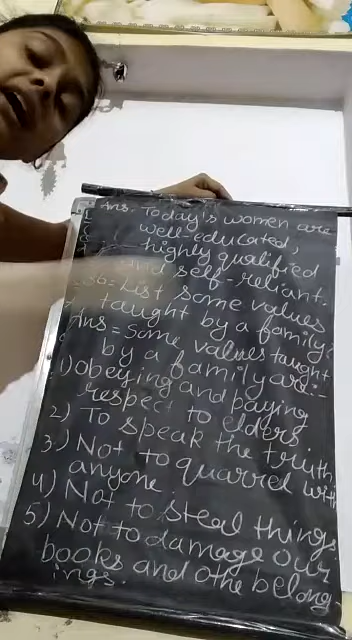 Ans. Today's women are
well-educated,
highly qualified
and self-reliant.
List some values
taught by a family?
Ans = Some values taught
by a family are:-
1) Obeying and paying
respect to elders.
2) To speak the truth
3.) Not to quarrel with
anyone.
4) Not to steal things.
5) Not to damage our
books and othe belong
ings.